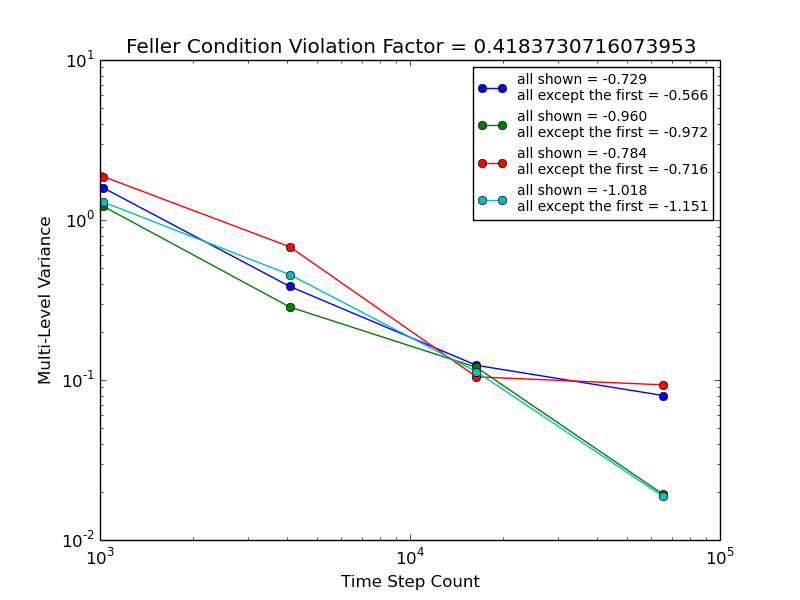 Feller Condition Violation Factor = 0.4183730716073953
all shown = -0.729
all except the first = -0.566
all shown = -0.960
all except the first = -0.972
all shown = -0.784
all except the first = -0.716
all shown = -1.018
all except the first = -1.151
Multi-Level Variance
10^1
10^0
10^-1
10^-2
10^3 10^4 10^5
Time Step Count